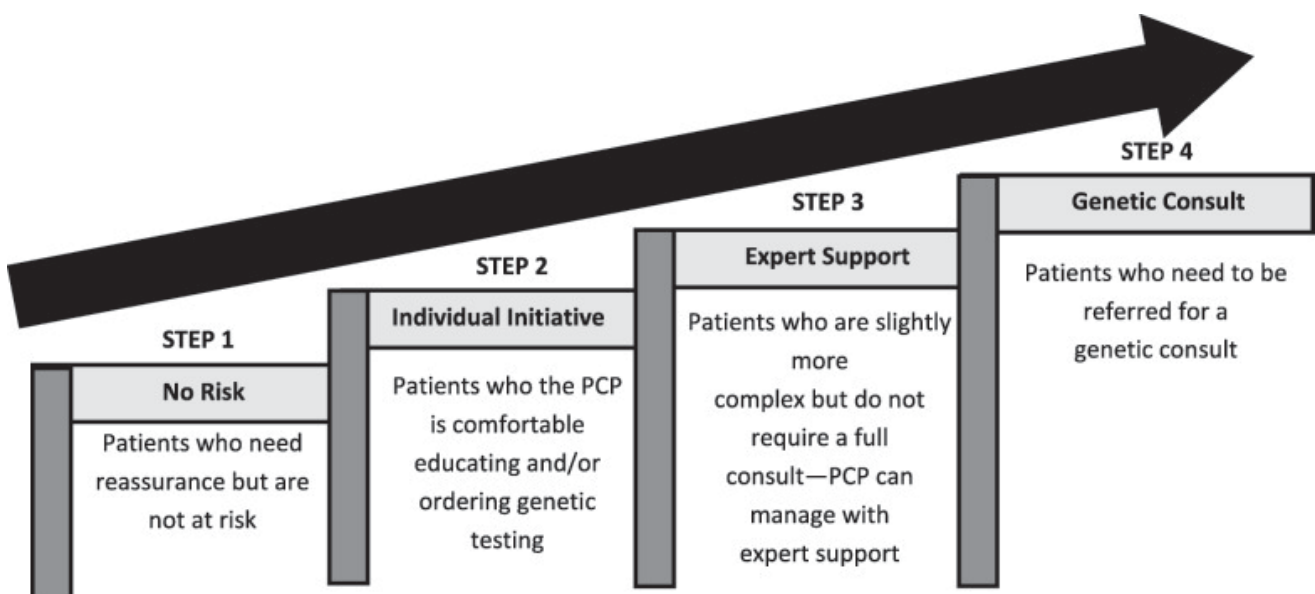 STEP 1
No Risk
Patients who need
reassurance but are
not at risk
STEP 2
Individual Initiative
Patients who the PCP
is comfortable
educating and/or
ordering genetic
testing
STEP 3
Expert Support
Patients who are slightly
more
complex but do not
require a full
consult—PCP can
manage with
expert support
STEP 4
Genetic Consult
Patients who need to be
referred for a
genetic consult